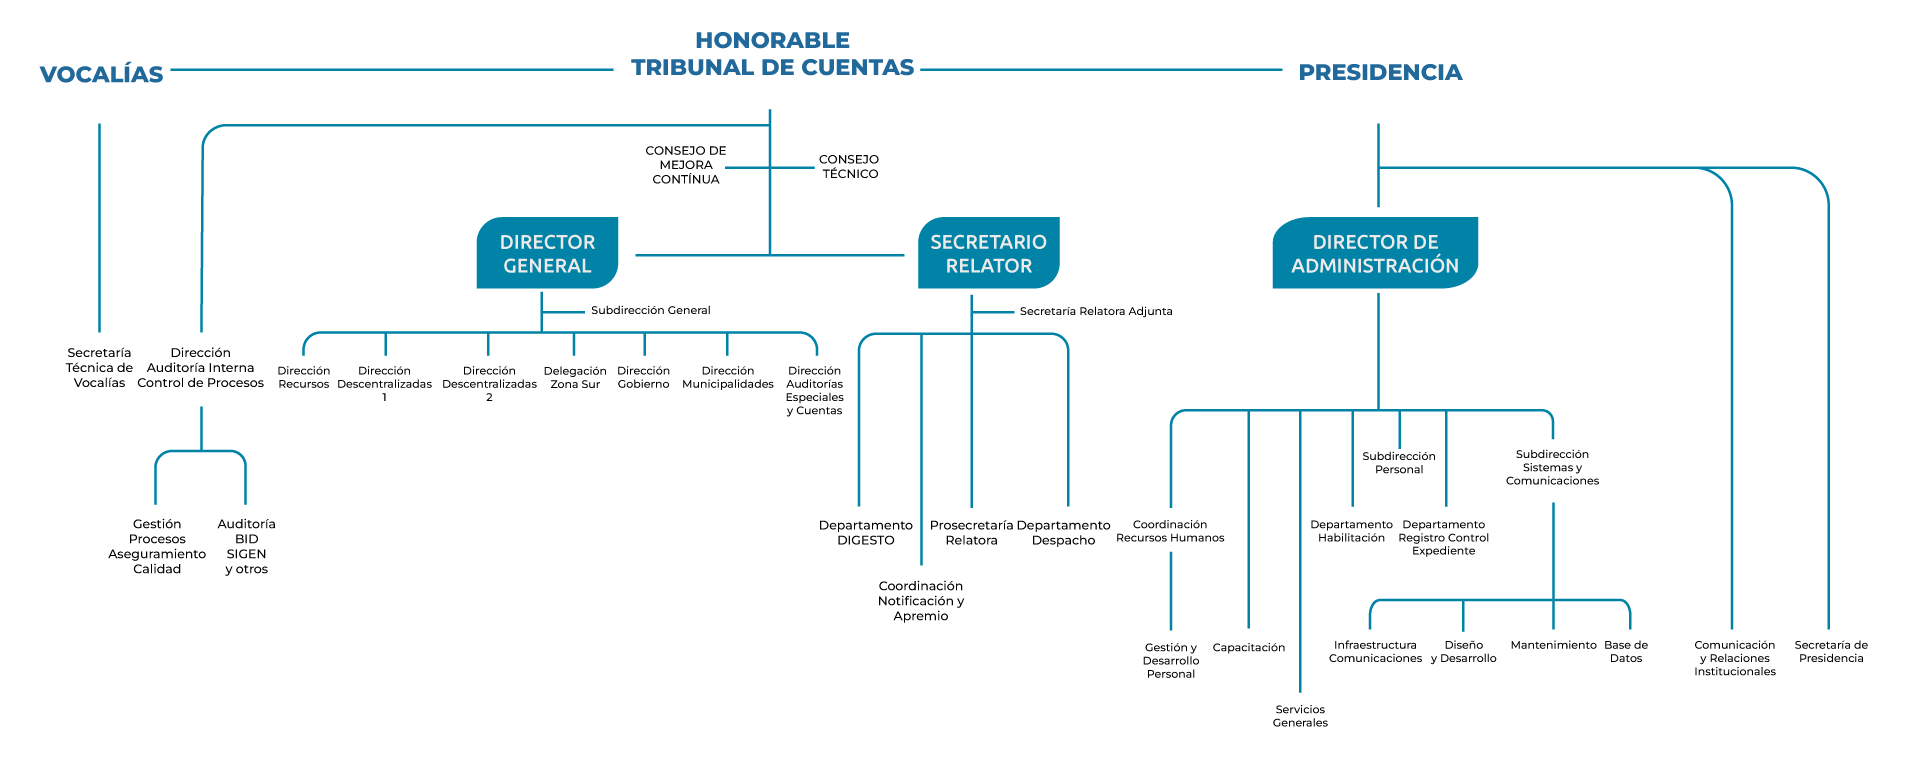 HONORABLE
TRIBUNAL DE CUENTAS
VOCALÍAS
PRESIDENCIA
CONSEJO DE
MEJORA
CONTÍNUA
CONSEJO
TÉCNICO
DIRECTOR
GENERAL
SECRETARIO
RELATOR
DIRECTOR DE
ADMINISTRACIÓN
Subdirección General
Secretaría Relatora Adjunta
Secretaría
Técnica de
Vocalías
Dirección
Auditoría Interna
Control de Procesos
Dirección
Recursos
Dirección
Descentralizadas
1
Dirección
Descentralizadas
2
Delegación
Zona Sur
Dirección
Gobierno
Dirección
Municipalidades
Dirección
Auditorías
Especiales
y Cuentas
Subdirección
Personal
Subdirección
Sistemas y
Comunicaciones
Gestión
Procesos
Aseguramiento
Calidad
Auditoría
BID
SIGEN
y otros
Departamento
DIGESTO
Prosecretaría
Relatora
Departamento
Despacho
Coordinación
Recursos Humanos
Departamento
Habilitación
Departamento
Registro Control
Expediente
Coordinación
Notificación y
Apremio
Gestión y
Desarrollo
Personal
Capacitación
Infraestructura
Comunicaciones
Diseño
y Desarrollo
Mantenimiento
Base de
Datos
Comunicación
y Relaciones
Institucionales
Secretaría de
Presidencia
Servicios
Generales